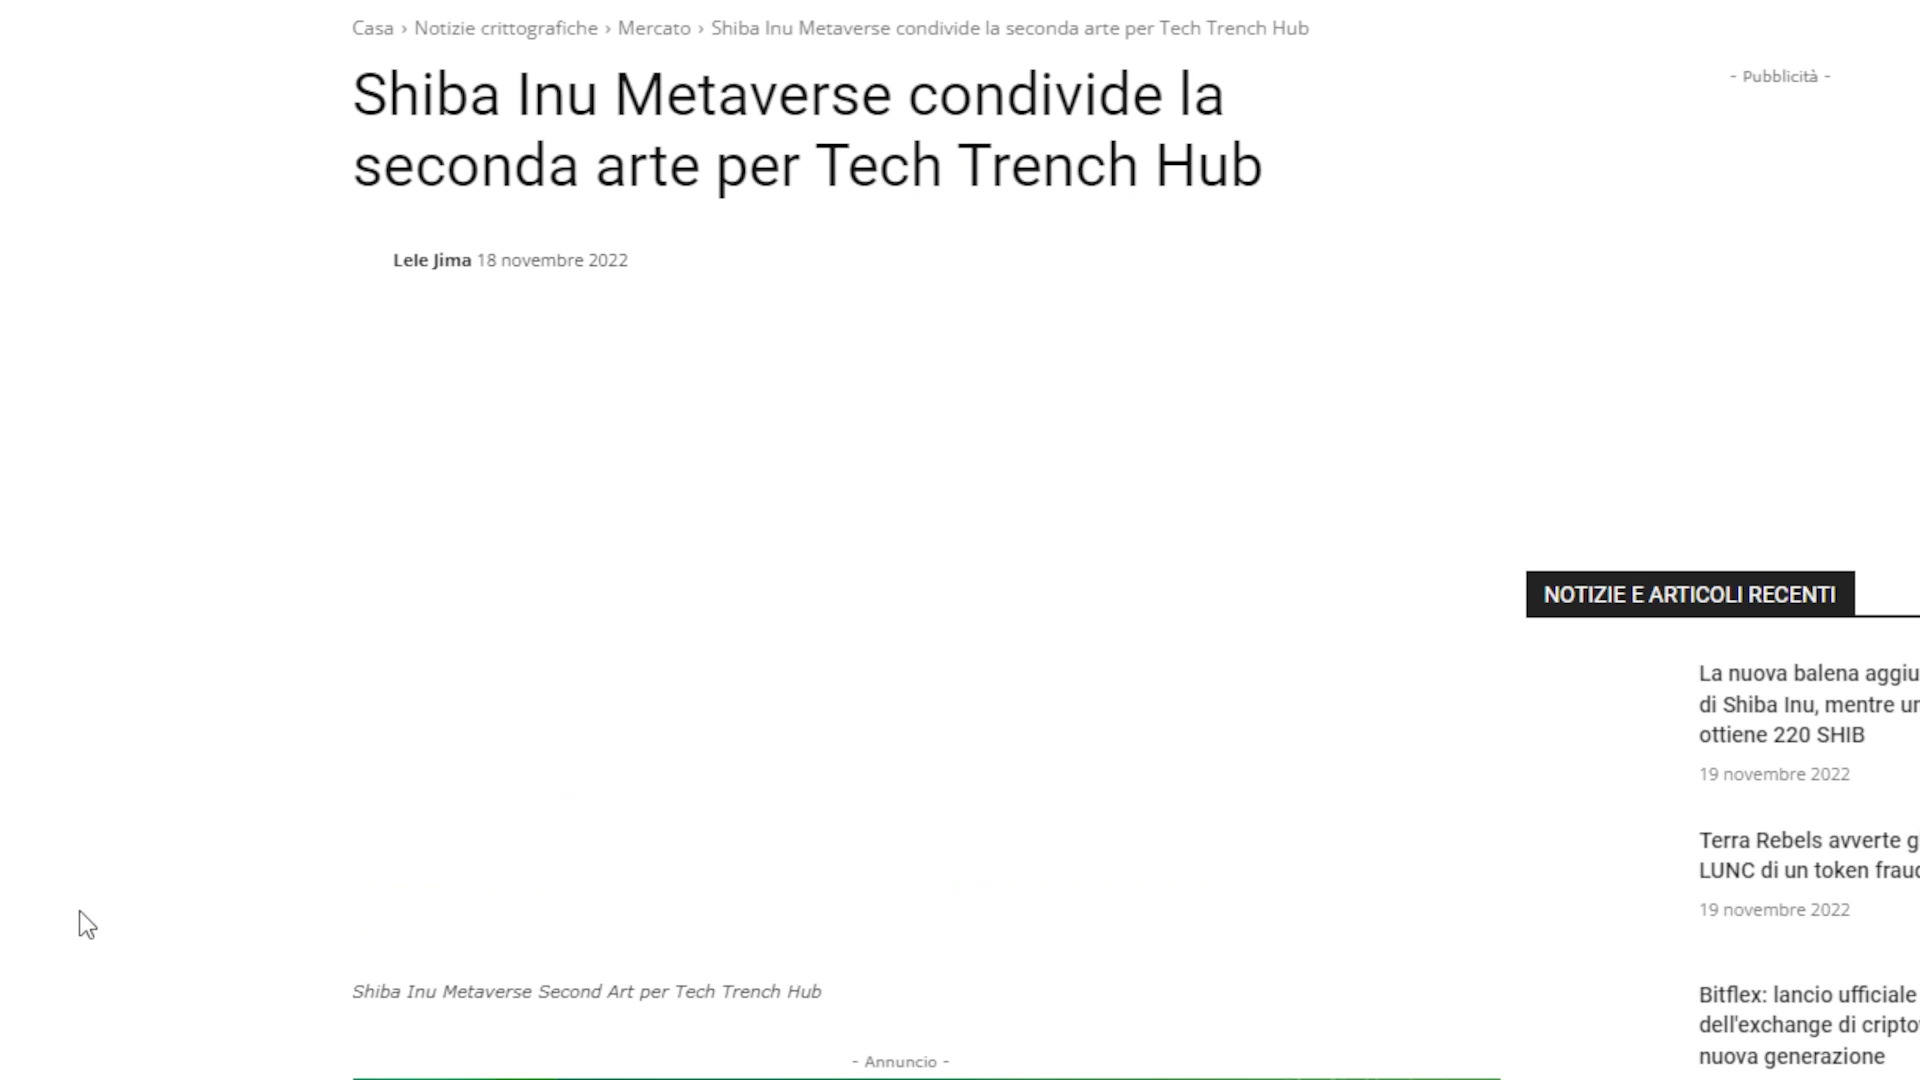 Casa › Notizie crittografiche › Mercato › Shiba Inu Metaverse condivide la seconda arte per Tech Trench Hub
Shiba Inu Metaverse condivide la
seconda arte per Tech Trench Hub
Lele Jima 18 novembre 2022
Shiba Inu Metaverse Second Art per Tech Trench Hub
- Annuncio -
- Pubblicità -
NOTIZIE E ARTICOLI RECENTI
La nuova balena
di Shiba Inu, mentre
ottiene 220 SHIB
19 novembre 2022
Terra Rebels avverte
LUNC di un token
19 novembre 2022
Bitflex: lancio ufficiale
dell'exchange di
nuova generazione